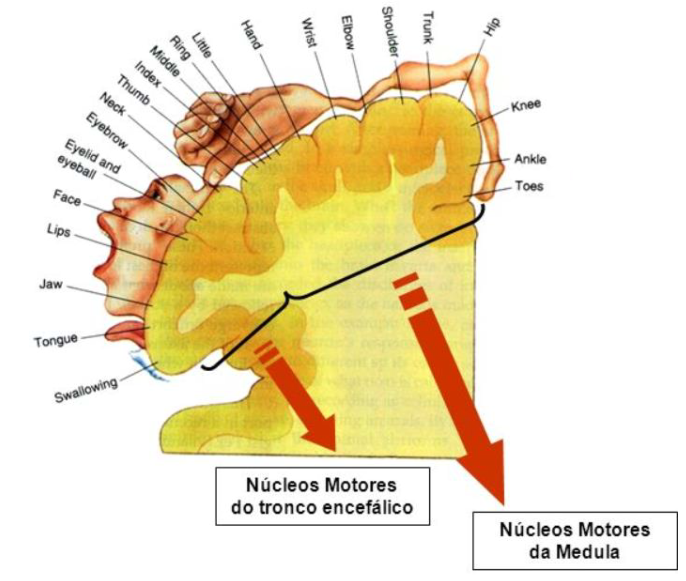 Toes
Ankle
Knee
Hip
Trunk
Shoulder
Elbow
Wrist
Hand
Little
Ring
Middle
Index
Thumb
Neck
Eyebrow
Eyelid and
eyeball
Face
Lips
Jaw
Tongue
Swallowing
Núcleos Motores
do tronco encefálico
Núcleos Motores
da Medula